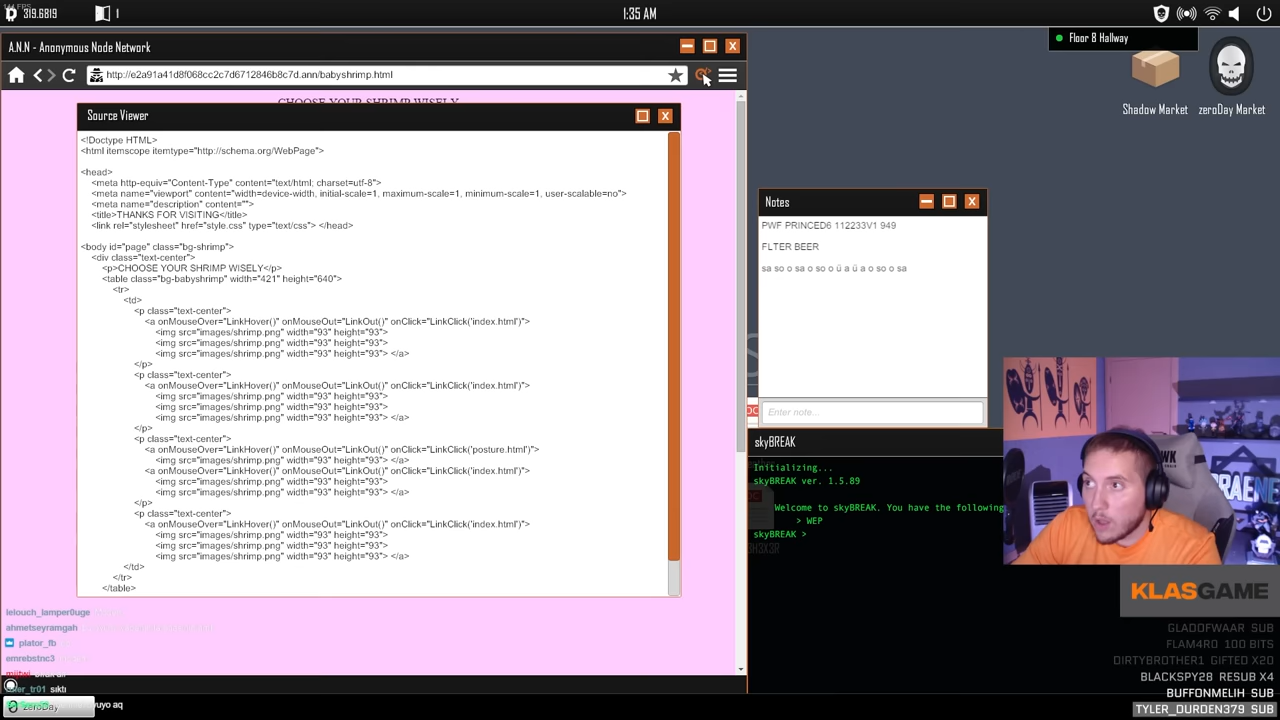 319.6819
1
1:35 AM
A.N.N - Anonymous Node Network
Floor 8 Hallway
http://e2a91a41d8f068cc2c7d6712846b8c7d.ann/babyshrimp.html
Shadow Market
zeroDay Market
CHOOSE YOUR SHRIMP WISELY
Source Viewer
<!Doctype HTML>
<html itemscope itemtype="http://schema.org/WebPage">
<head>
<meta http-equiv="Content-Type" content="text/html; charset=utf-8">
<meta name="viewport" content="width=device-width, initial-scale=1, maximum-scale=1, minimum-scale=1, user-scalable=no">
<meta name="description" content="">
<title>THANKS FOR VISITING</title>
<link rel="stylesheet" href="style.css" type="text/css"> </head>
<body id="page" class="bg-shrimp">
<div class="text-center">
<p>CHOOSE YOUR SHRIMP WISELY</p>
<table class="bg-babyshrimp" width="421" height="640">
<tr>
<td>
<p class="text-center">
<a onMouseOver="LinkHover()" onMouseOut="LinkOut()" onClick="LinkClick('index.html')">
<img src="images/shrimp.png" width="93" height="93">
<img src="images/shrimp.png" width="93" height="93">
<img src="images/shrimp.png" width="93" height="93"> </a>
</p>
<p class="text-center">
<a onMouseOver="LinkHover()" onMouseOut="LinkOut()" onClick="LinkClick('index.html')">
<img src="images/shrimp.png" width="93" height="93">
<img src="images/shrimp.png" width="93" height="93">
<img src="images/shrimp.png" width="93" height="93"> </a>
</p>
<p class="text-center">
<a onMouseOver="LinkHover()" onMouseOut="LinkOut()" onClick="LinkClick('posture.html')">
<img src="images/shrimp.png" width="93" height="93"> </a>
<a onMouseOver="LinkHover()" onMouseOut="LinkOut()" onClick="LinkClick('index.html')">
<img src="images/shrimp.png" width="93" height="93">
<img src="images/shrimp.png" width="93" height="93"> </a>
</p>
<p class="text-center">
<a onMouseOver="LinkHover()" onMouseOut="LinkOut()" onClick="LinkClick('index.html')">
<img src="images/shrimp.png" width="93" height="93">
<img src="images/shrimp.png" width="93" height="93">
<img src="images/shrimp.png" width="93" height="93"> </a>
</td>
</tr>
</table>
Notes
PWF PRINCED6 112233V1 949
FLTER BEER
sa so o sa o so o ü a ü a o so o sa
Enter note...
skyBREAK
Initializing...
skyBREAK ver. 1.5.89
Welcome to skyBREAK. You have the following
> WEP
skyBREAK >
KLASGAME
GLADOFWAAR SUB
FLAM4RO 100 BITS
DIRTYBROTHER1 GIFTED X20
BLACKSPY28 RESUB X4
BUFFONMELIH SUB
TYLER_DURDEN379 SUB
lelouch_lamper0uge
ahmetseyramgah
plator_fb
emrebstnc3
sıktı
aq
zeroDay